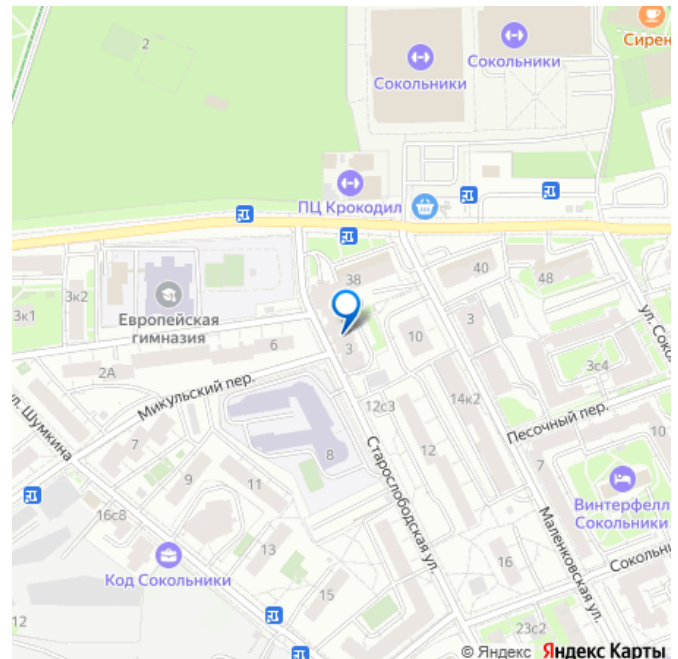 2
Сокольники
Сокольники
Сирен
ПЦ Крокодил
38
40
48
3к2
3к1
Европейская
гимназия
6
3
10
3
ул. Соко
3с4
2А
Микульский пер.
12с3
14к2
Песочный пер.
10
л. Шумкина
7
8
12
7
9
11
Старослободская ул.
Винтерфелл
Сокольники
16с8
13
Маленковская ул.
Код Сокольники
16
Сокольни
15
12
23с2
© Яндекс Яндекс Карты